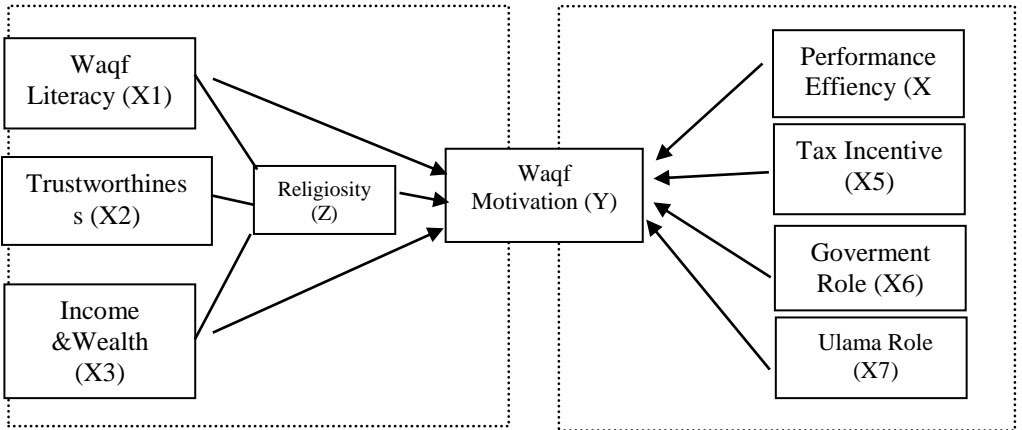 Waqf
Literacy (X1)
Trustworthines
s (X2)
Income
&Wealth
(X3)
Religiosity
(Z)
Waqf
Motivation (Y)
Performance
Effiency (X
Tax Incentive
(X5)
Goverment
Role (X6)
Ulama Role
(X7)